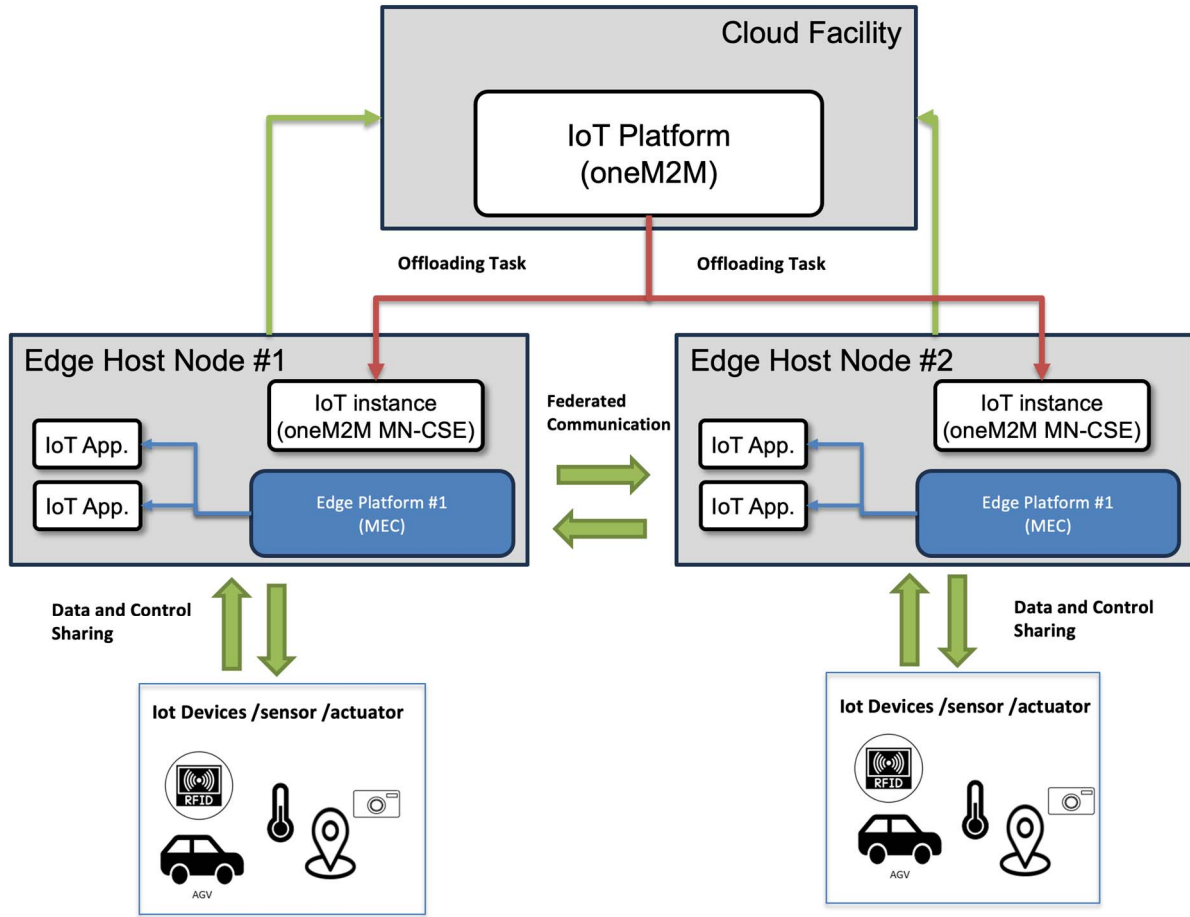 Cloud Facility
IoT Platform
(oneM2M)
Offloading Task
Offloading Task
Edge Host Node #1
IoT instance
(oneM2M MN-CSE)
IoT App.
IoT App.
Edge Platform #1
(MEC)
Federated
Communication
Edge Host Node #2
IoT instance
(oneM2M MN-CSE)
IoT App.
IoT App.
Edge Platform #1
(MEC)
Data and Control
Sharing
Data and Control
Sharing
Iot Devices /sensor /actuator
RFID
AGV
Iot Devices /sensor /actuator
RFID
AGV